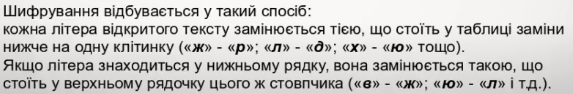 Шифрування відбувається у такий спосіб:
кожна літера відкритого тексту замінюється тією, що стоїть у таблиці заміни
нижче на одну клітинку («ж» - «р»; «л» - «д»; «х» - «ю» тощо).
Якщо літера знаходиться у нижньому рядку, вона замінюється такою, що
стоїть у верхньому рядочку цього ж стовпчика («в» - «ж»; «ю» - «л» і т.д.).